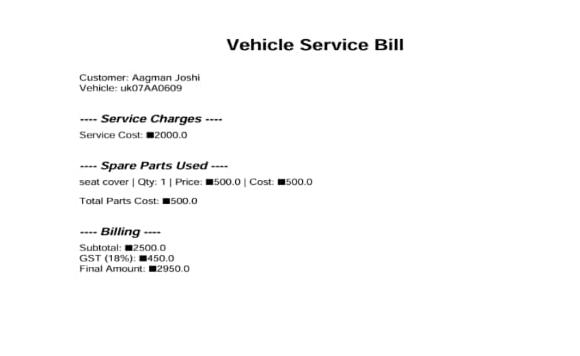 Vehicle Service Bill
Customer: Aagman Joshi
Vehicle: uk07AA0609
---- Service Charges ----
Service Cost: ■2000.0
---- Spare Parts Used ----
seat cover | Qty: 1 | Price: ■500.0 | Cost: ■500.0
Total Parts Cost: ■500.0
---- Billing ----
Subtotal: ■2500.0
GST (18%): ■450.0
Final Amount: ■2950.0